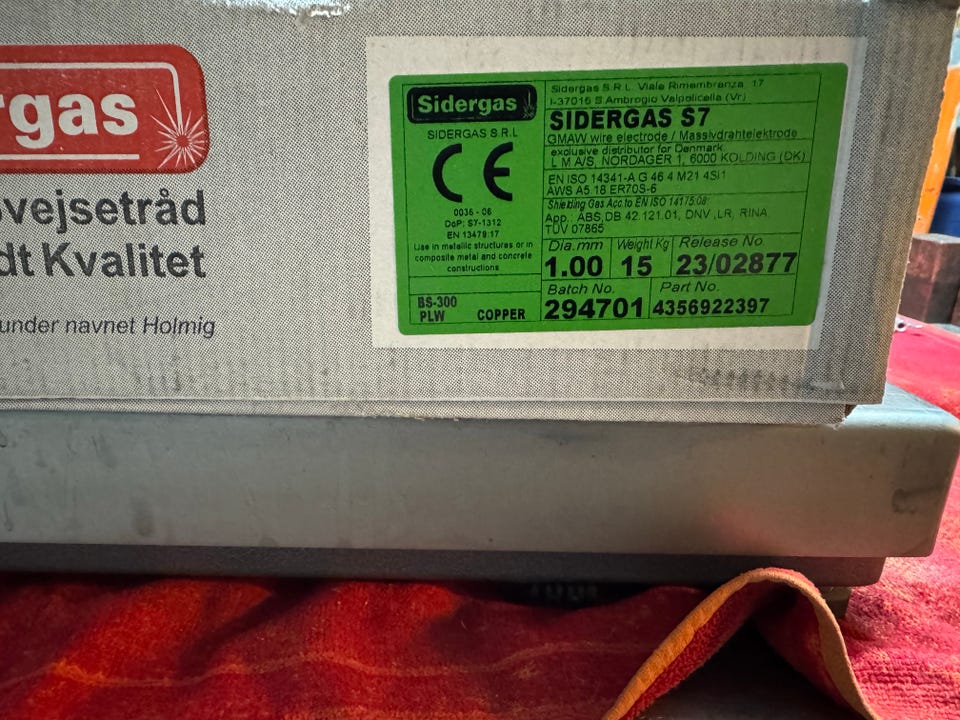 rgas
vejsetråd
dt Kvalitet
under navnet Holmig
Sidergas
SIDERGAS S.R.L
CE
0036 - 06
DoP: S7-1312
EN 13479:17
Use in metallic structures or in
composite metal and concrete
constructions
BS-300
PLW
COPPER
Sidergas S.R.L. Viale Rimembranza, 17
I-37015 S.Ambrogio Valpolicella (Vr)
SIDERGAS S7
GMAW wire electrode / Massivdrahtelektrode
exclusive distributor for Denmark:
L M A/S, NORDAGER 1, 6000 KOLDING (DK)
EN ISO 14341-A G 46 4 M21 4Si1
AWS A5 18 ER70S-6
Shielding Gas Acc.to EN ISO 14175:08:
App.: ABS,DB 42.121.01, DNV ,LR, RINA
TÜV 07865
Dia.mm Weight Kg Release No
1.00 15 23/02877
Batch No. Part No.
294701 4356922397